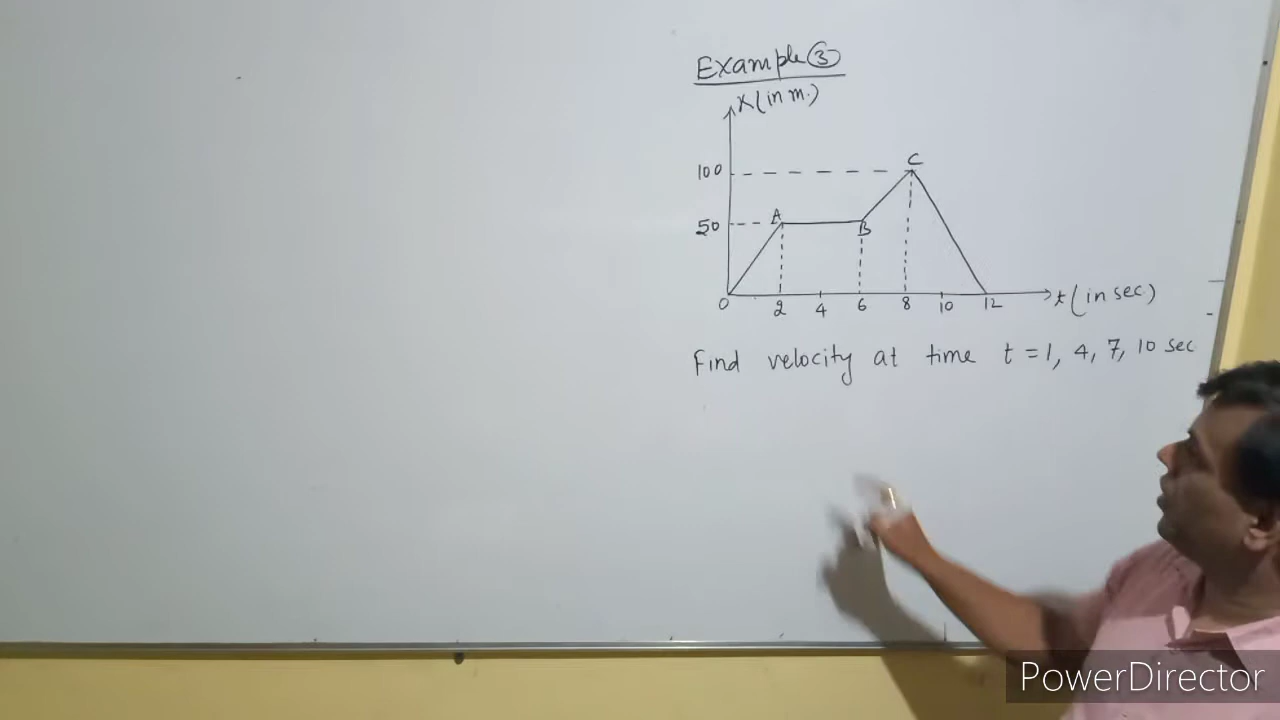 Example ③
x (in m.)
C
100
A
50
B
0 2 4 6 8 10 12 t (in sec)
Find velocity at time t = 1, 4, 7, 10 sec
PowerDirector